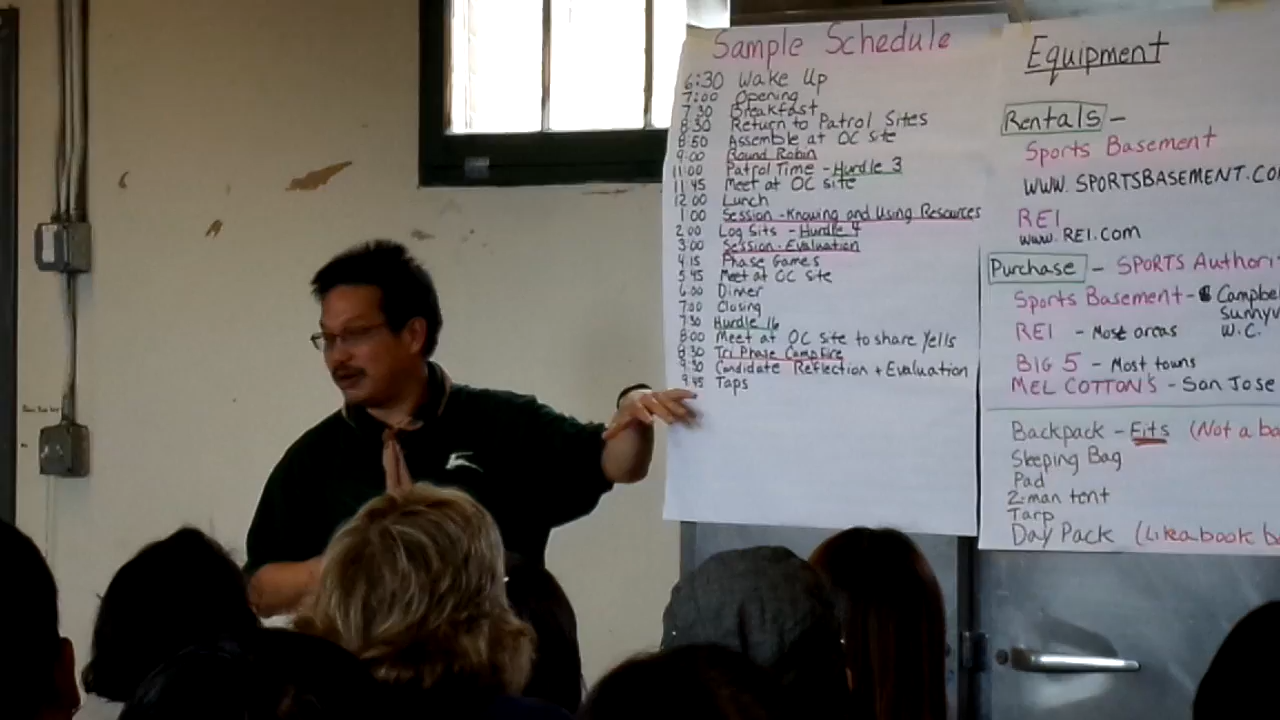 Sample Schedule
6:30 Wake Up
7:00 Opening
7:30 Breakfast
8:30 Return to Patrol Sites
8:50 Assemble at OC site
9:00 Round Robin
11:00 Patrol Time - Hurdle 3
11:45 Meet at OC site
12:00 Lunch
1:00 Session - Knowing and Using Resources
2:00 Log Sits - Hurdle 4
3:00 Session - Evaluation
4:15 Phase Games
5:45 Meet at OC site
6:00 Dinner
7:00 Closing
7:30 Hurdle 16
8:00 Meet at OC site to share Yells
8:30 Tri Phase Campfire
9:30 Candidate Reflection + Evaluation
9:45 Taps
Equipment
Rentals -
Sports Basement
WWW.SPORTSBASEMENT.CO
REI
www.REI.com
Purchase - SPORTS Authori
Sports Basement - Campbel
Sunnyv
W.C.
REI - Most areas
BIG 5 - Most towns
MEL COTTON'S - San Jose
Backpack - Fits (Not a ba
Sleeping Bag
Pad
2-man tent
Tarp
Day Pack (Like a book b